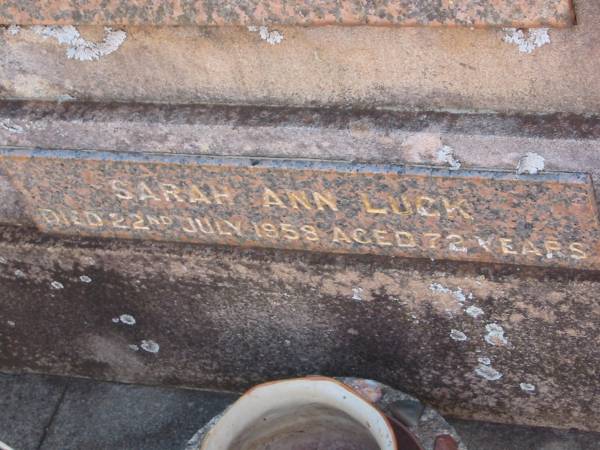 SARAH ANN LUCK
DIED 22ND JULY 1958 AGED 72 YEARS